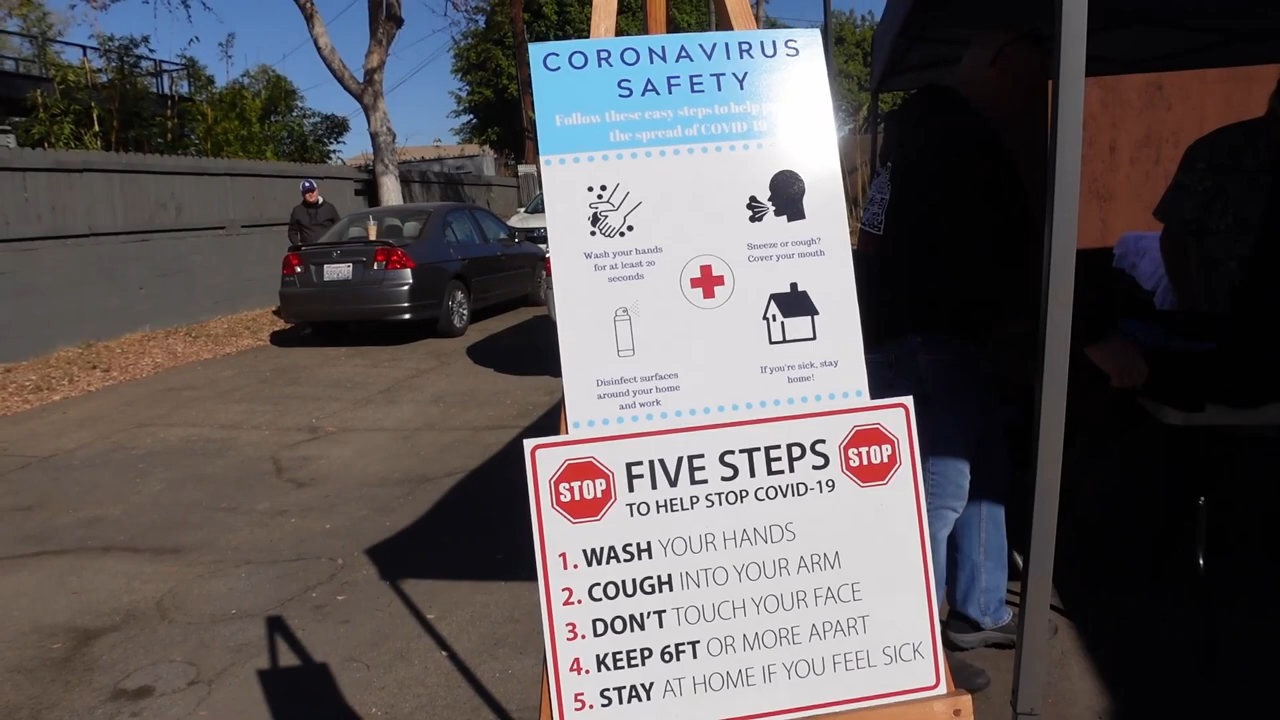 CORONAVIRUS
SAFETY
Follow these easy steps to help
the spread of COVID-19
Wash your hands
for at least 20
seconds
Sneeze or cough?
Cover your mouth
Disinfect surfaces
around your home
and work
If you're sick, stay
home!
STOP
FIVE STEPS
STOP
TO HELP STOP COVID-19
1. WASH YOUR HANDS
2. COUGH INTO YOUR ARM
3. DON'T TOUCH YOUR FACE
4. KEEP 6FT OR MORE APART
5. STAY AT HOME IF YOU FEEL SICK